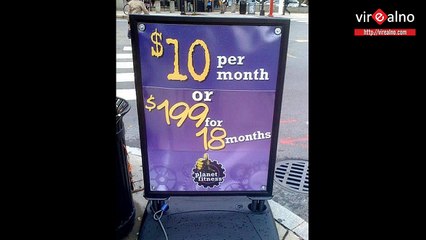 virealno
http://virealno.com
$10 per
month
or
$199 for
18 months
planet
fitness